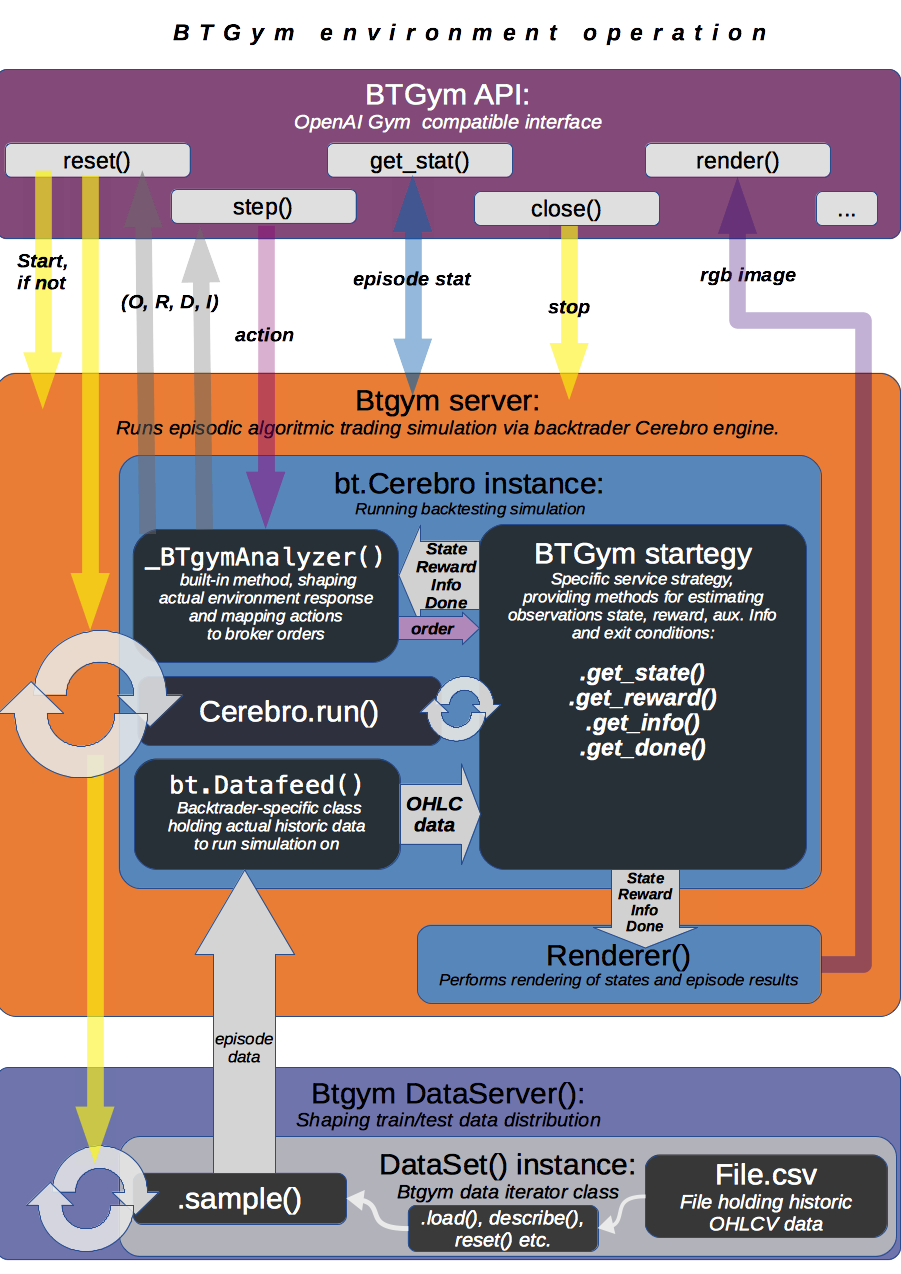 BTGym environment operation
BTGym API:
OpenAI Gym compatible interface
reset()
get_stat()
render()
step()
close()
...
Start,
if not
(O, R, D, I)
action
episode stat
stop
rgb image
Btgym server:
Runs episodic algoritmic trading simulation via backtrader Cerebro engine.
bt.Cerebro instance:
Running backtesting simulation
_BTgymAnalyzer()
built-in method, shaping
actual environment response
and mapping actions
to broker orders
State
Reward
Info
Done
order
BTGym startegy
Specific service strategy,
providing methods for estimating
observations state, reward, aux. Info
and exit conditions:
.get_state()
.get_reward()
.get_info()
.get_done()
Cerebro.run()
bt.Datafeed()
Backtrader-specific class
holding actual historic data
to run simulation on
OHLC
data
State
Reward
Info
Done
Renderer()
Performs rendering of states and episode results
episode
data
Btgym DataServer():
Shaping train/test data distribution
DataSet() instance:
Btgym data iterator class
.sample()
.load(), describe(),
reset() etc.
File.csv
File holding historic
OHLCV data